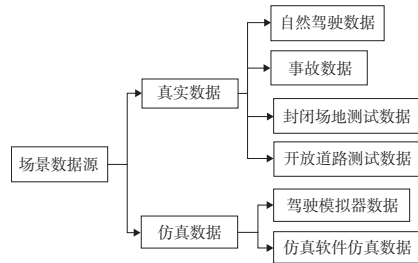 自然驾驶数据
事故数据
真实数据
封闭场地测试数据
开放道路测试数据
场景数据源
驾驶模拟器数据
仿真数据
仿真软件仿真数据